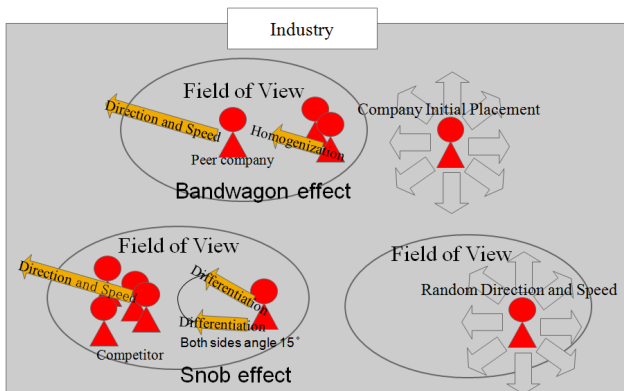 Industry
Field of View
Direction and Speed
Homogenization
Peer company
Bandwagon effect
Company Initial Placement
Field of View
Direction and Speed
Differentiation
Differentiation
Both sides angle 15°
Competitor
Snob effect
Field of View
Random Direction and Speed